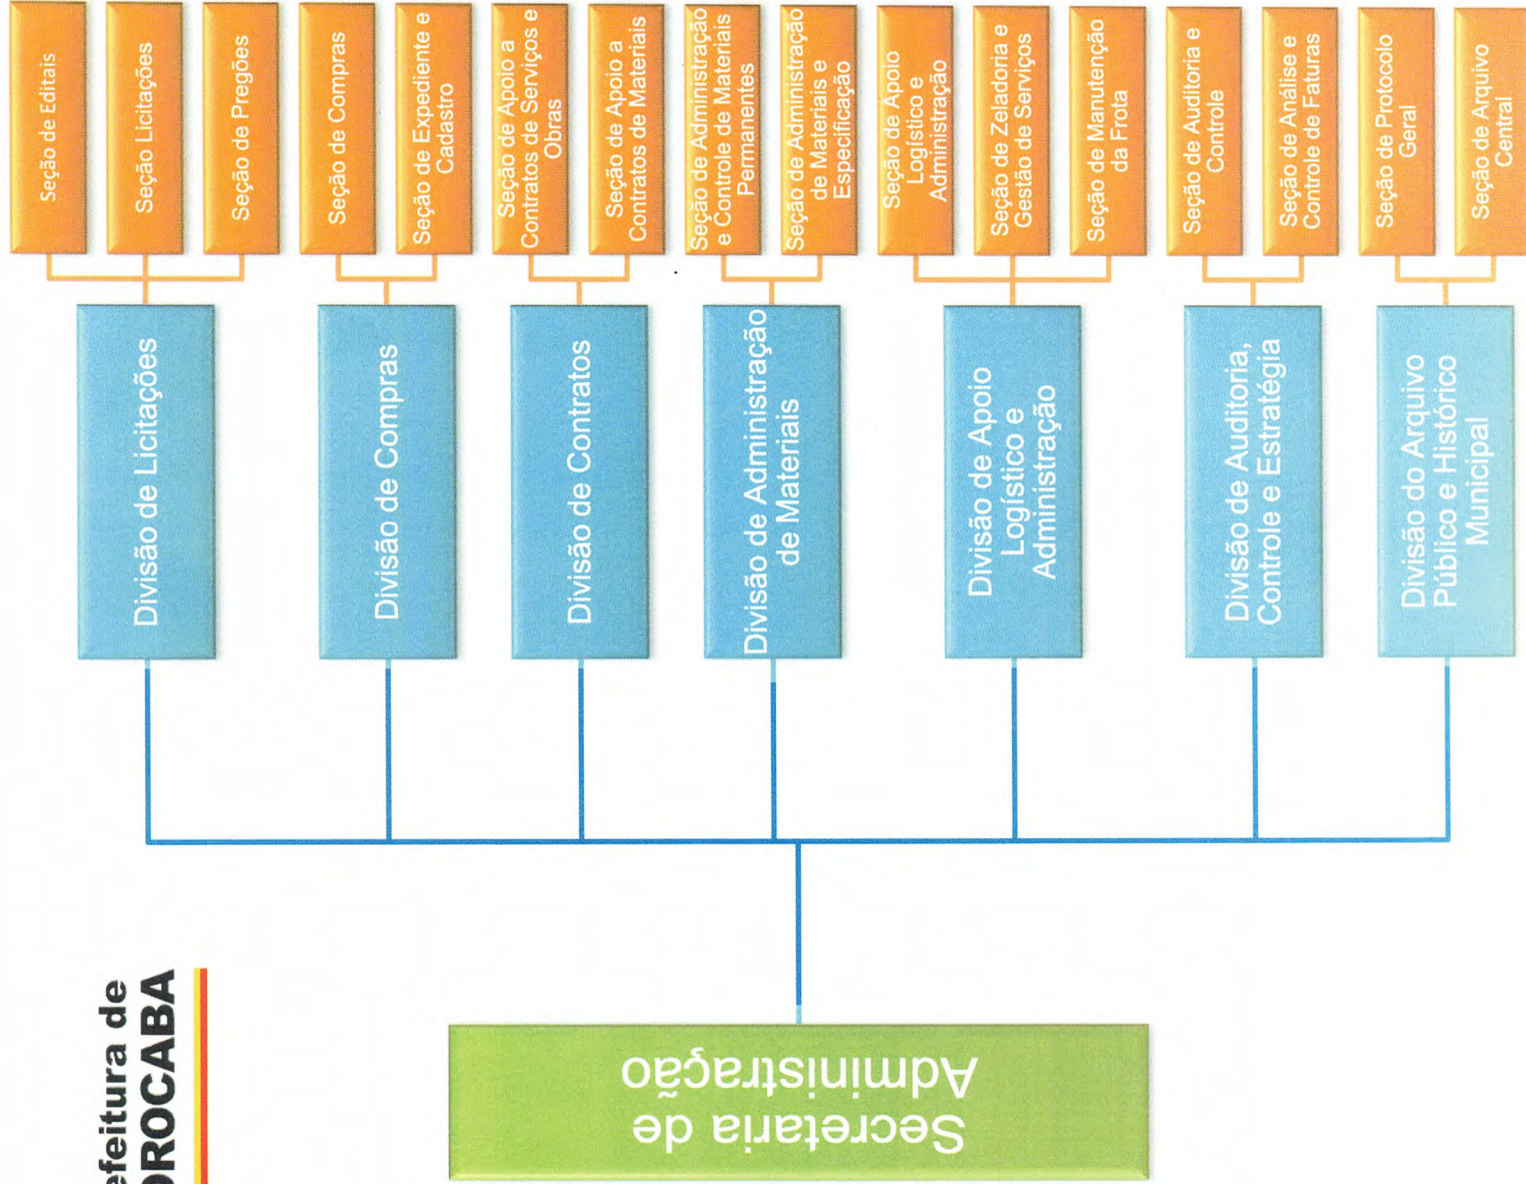 efeitura de
OROCABA
Secretaria de
Administração
Divisão de Licitações
Seção de Editais
Seção Licitações
Seção de Pregões
Divisão de Compras
Seção de Compras
Seção de Expediente e
Cadastro
Divisão de Contratos
Seção de Apoio a
Contratos de Serviços e
Obras
Seção de Apoio a
Contratos de Materiais
Divisão de Administração
de Materiais
Seção de Administração
e Controle de Materiais
Permanentes
Seção de Administração
de Materiais e
Especificação
Divisão de Apoio
Logístico e
Administração
Seção de Apoio
Logístico e
Administração
Seção de Zeladoria e
Gestão de Serviços
Seção de Manutenção
da Frota
Divisão de Auditoria,
Controle e Estratégia
Seção de Auditoria e
Controle
Seção de Análise e
Controle de Faturas
Divisão do Arquivo
Público e Histórico
Municipal
Seção de Protocolo
Geral
Seção de Arquivo
Central